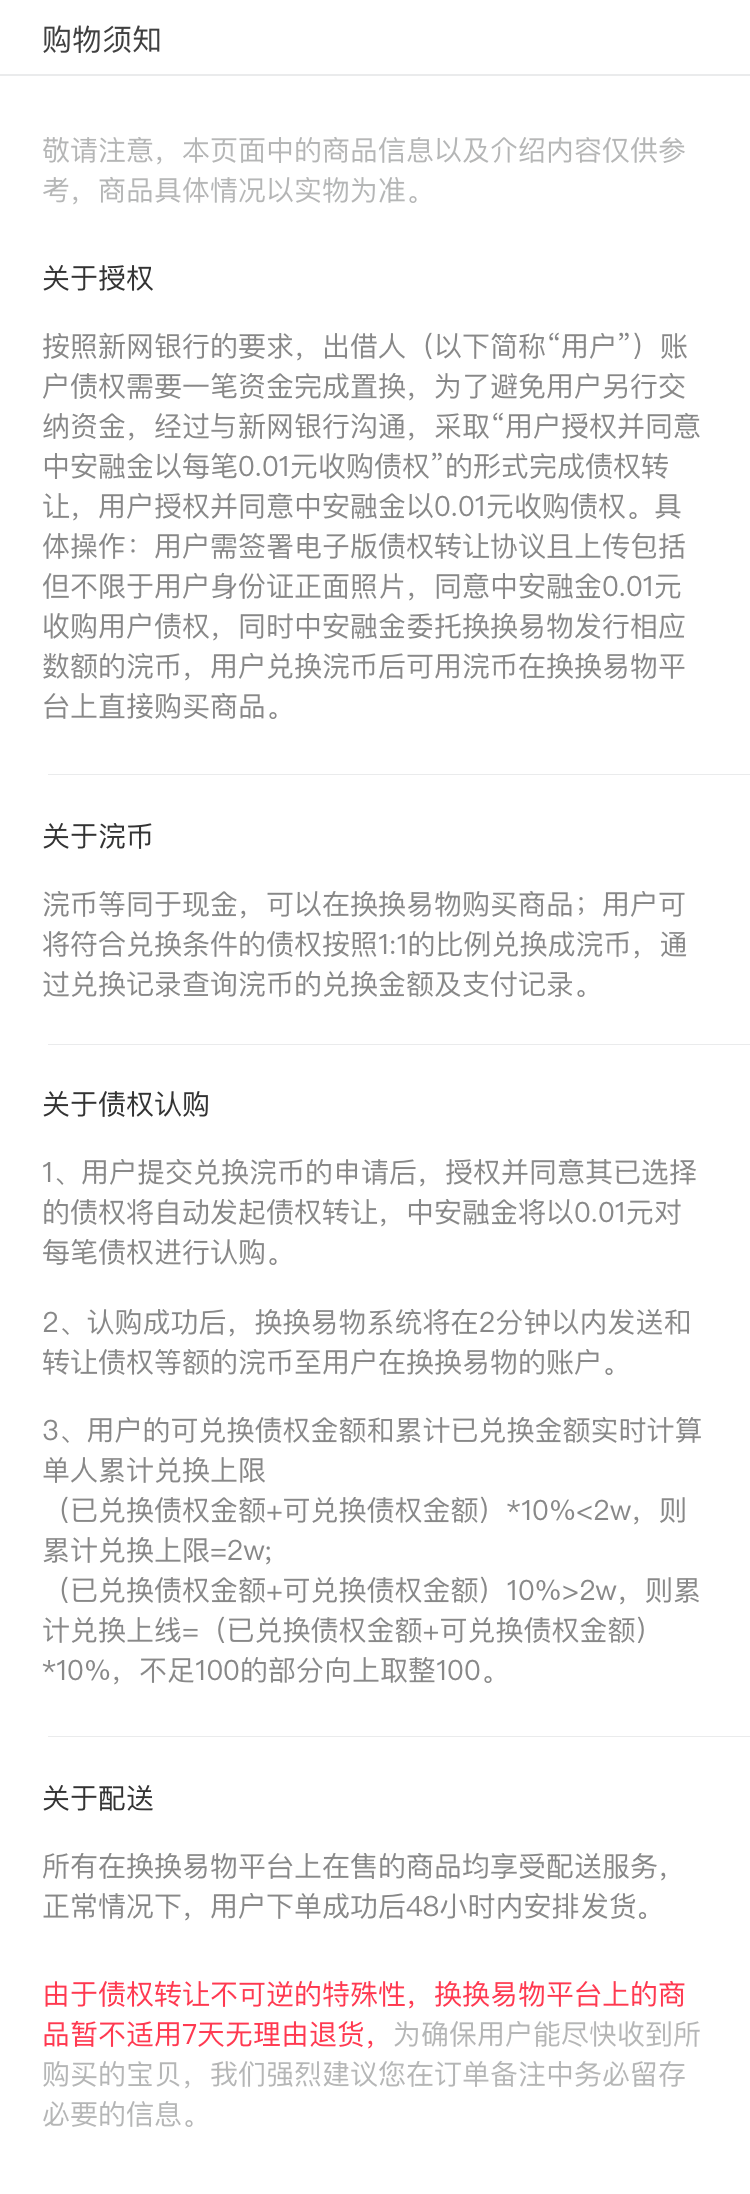 购物须知
敬请注意，本页面中的商品信息以及介绍内容仅供参
考，商品具体情况以实物为准。
关于授权
按照新网银行的要求，出借人（以下简称“用户”）账
户债权需要一笔资金完成置换，为了避免用户另行交
纳资金，经过与新网银行沟通，采取“用户授权并同意
中安融金以每笔0.01元收购债权”的形式完成债权转
让，用户授权并同意中安融金以0.01元收购债权。具
体操作：用户需签署电子版债权转让协议且上传包括
但不限于用户身份证正面照片，同意中安融金0.01元
收购用户债权，同时中安融金委托换换易物发行相应
数额的浣币，用户兑换浣币后可用浣币在换换易物平
台上直接购买商品。
关于浣币
浣币等同于现金，可以在换换易物购买商品；用户可
将符合兑换条件的债权按照1:1的比例兑换成浣币，通
过兑换记录查询浣币的兑换金额及支付记录。
关于债权认购
1、用户提交兑换浣币的申请后，授权并同意其已选择
的债权将自动发起债权转让，中安融金将以0.01元对
每笔债权进行认购。
2、认购成功后，换换易物系统将在2分钟以内发送和
转让债权等额的浣币至用户在换换易物的账户。
3、用户的可兑换债权金额和累计已兑换金额实时计算
单人累计兑换上限
（已兑换债权金额+可兑换债权金额）*10%<2w，则
累计兑换上限=2w;
（已兑换债权金额+可兑换债权金额）10%>2w，则累
计兑换上线=（已兑换债权金额+可兑换债权金额）
*10%，不足100的部分向上取整100。
关于配送
所有在换换易物平台上在售的商品均享受配送服务，
正常情况下，用户下单成功后48小时内安排发货。
由于债权转让不可逆的特殊性，换换易物平台上的商
品暂不适用7天无理由退货，为确保用户能尽快收到所
购买的宝贝，我们强烈建议您在订单备注中务必留存
必要的信息。